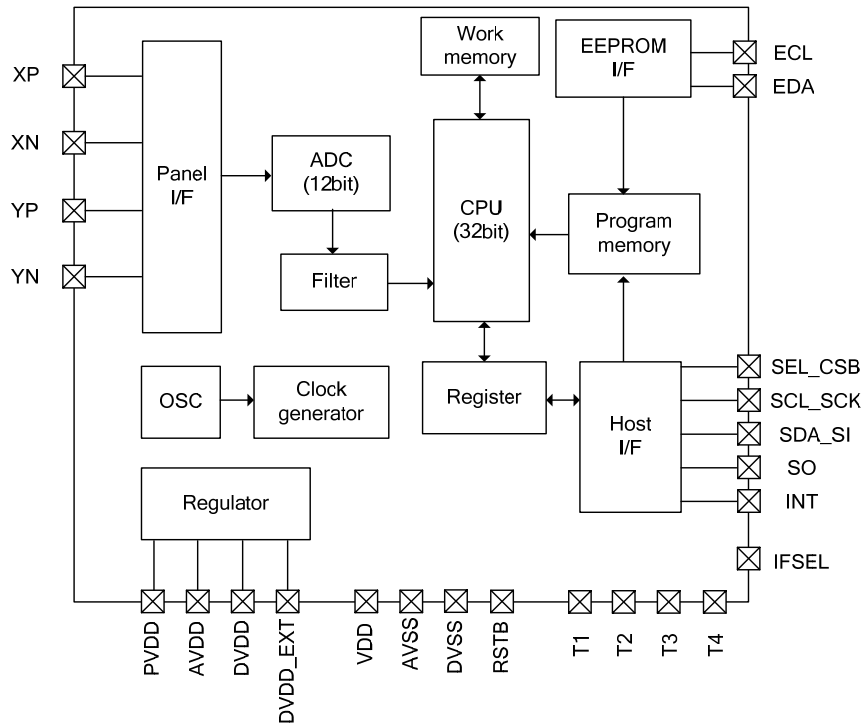 XP
XN
YP
YN
Panel
I/F
ADC
(12bit)
Filter
Work
memory
CPU
(32bit)
EEPROM
I/F
ECL
EDA
Program
memory
OSC
Clock
generator
Register
Host
I/F
SEL_CSB
SCL_SCK
SDA_SI
SO
INT
IFSEL
Regulator
PVDD
AVDD
DVDD
DVDD_EXT
VDD
AVSS
DVSS
RSTB
T1
T2
T3
T4